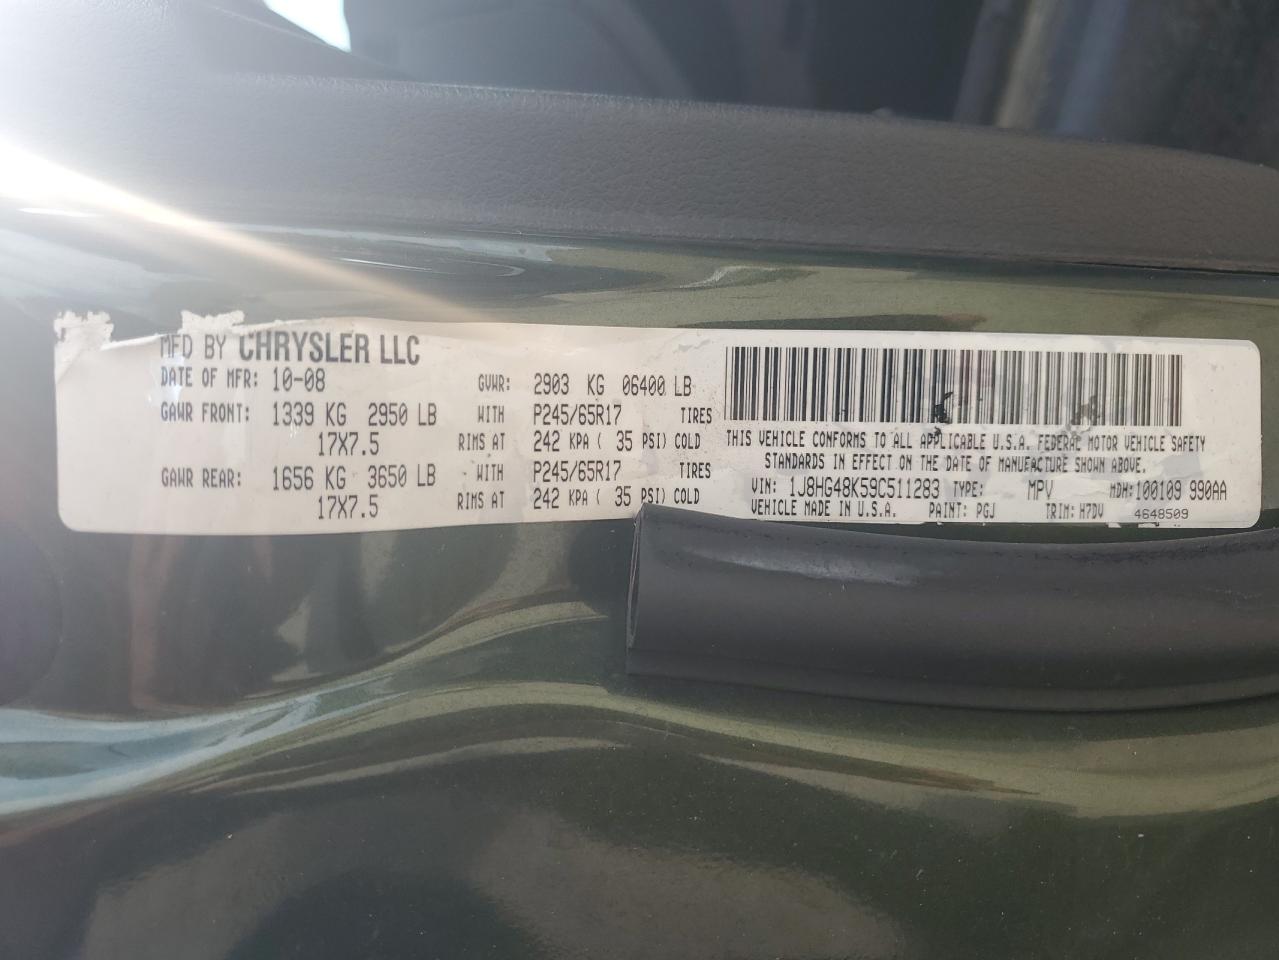 MFD BY CHRYSLER LLC
DATE OF MFR: 10-08 GVWR: 2903 KG 06400 LB
GAWR FRONT: 1339 KG 2950 LB WITH P245/65R17 TIRES
17X7.5 RIMS AT 242 KPA ( 35 PSI) COLD
GAWR REAR: 1656 KG 3650 LB WITH P245/65R17 TIRES
17X7.5 RIMS AT 242 KPA ( 35 PSI) COLD
THIS VEHICLE CONFORMS TO ALL APPLICABLE U.S.A. FEDERAL MOTOR VEHICLE SAFETY
STANDARDS IN EFFECT ON THE DATE OF MANUFACTURE SHOWN ABOVE.
VIN: 1J8HG48K59C511283 TYPE: MPV MDH: 100109 990AA
VEHICLE MADE IN U.S.A. PAINT: PGJ TRIM: H7DV 4648509